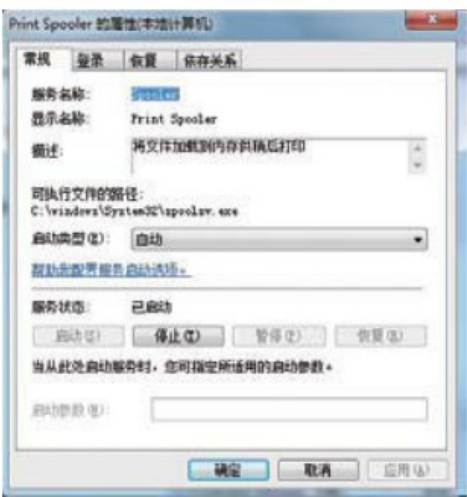 Print Spooler 的属性(本地计算机)
常规 登录 恢复 依存关系
服务名称: Spooler
显示名称: Print Spooler
描述: 将文件加载到内存供稍后打印
可执行文件的路径:
C:\windows\System32\spoolsv.exe
启动类型(E): 自动
帮助我配置服务启动选项。
服务状态: 已启动
启动(S) 停止(T) 暂停(P) 恢复(R)
当从此处启动服务时，您可指定所适用的启动参数。
启动参数(M):
确定 取消 应用(A)